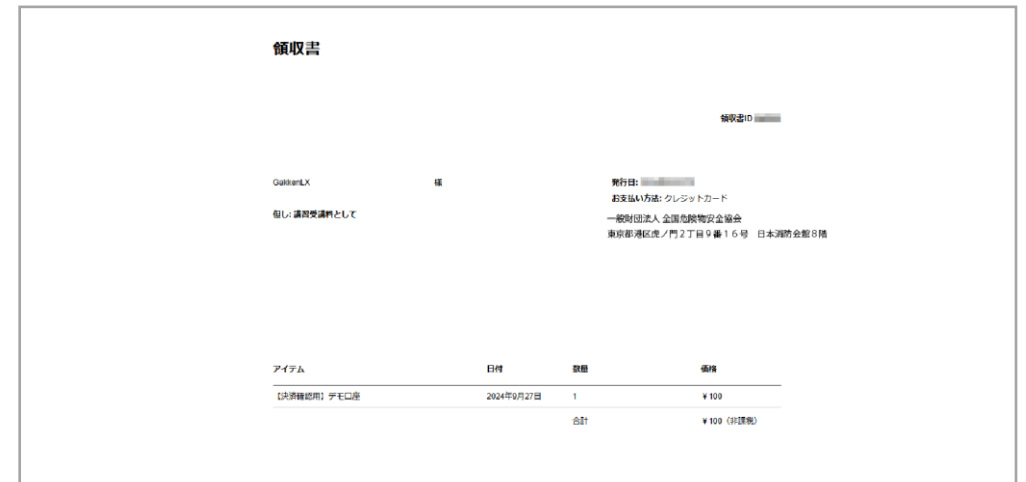 領収書
領収書ID
GakkenLX 様
発行日:
お支払い方法: クレジットカード
但し: 講習受講料として
一般財団法人 全国危険物安全協会
東京都港区虎ノ門2丁目9番16号 日本消防会館8階
アイテム 日付 数量 価格
【決済確認用】デモ口座 2024年9月27日 1 ¥100
合計 ¥100(非課税)